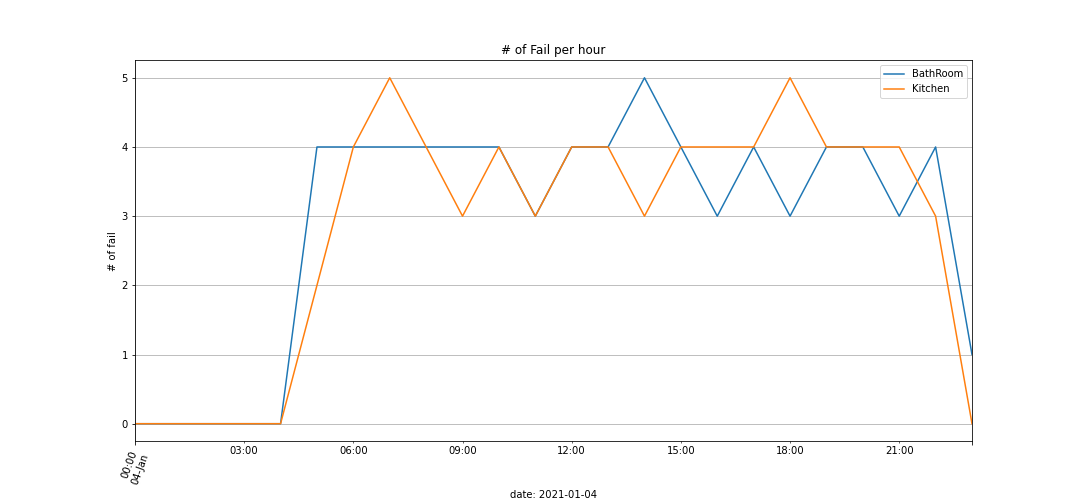 # of Fail per hour
BathRoom
Kitchen
# of fail
5
4
3
2
1
0
00:00
04-Jan
03:00
06:00
09:00
12:00
15:00
18:00
21:00
date: 2021-01-04